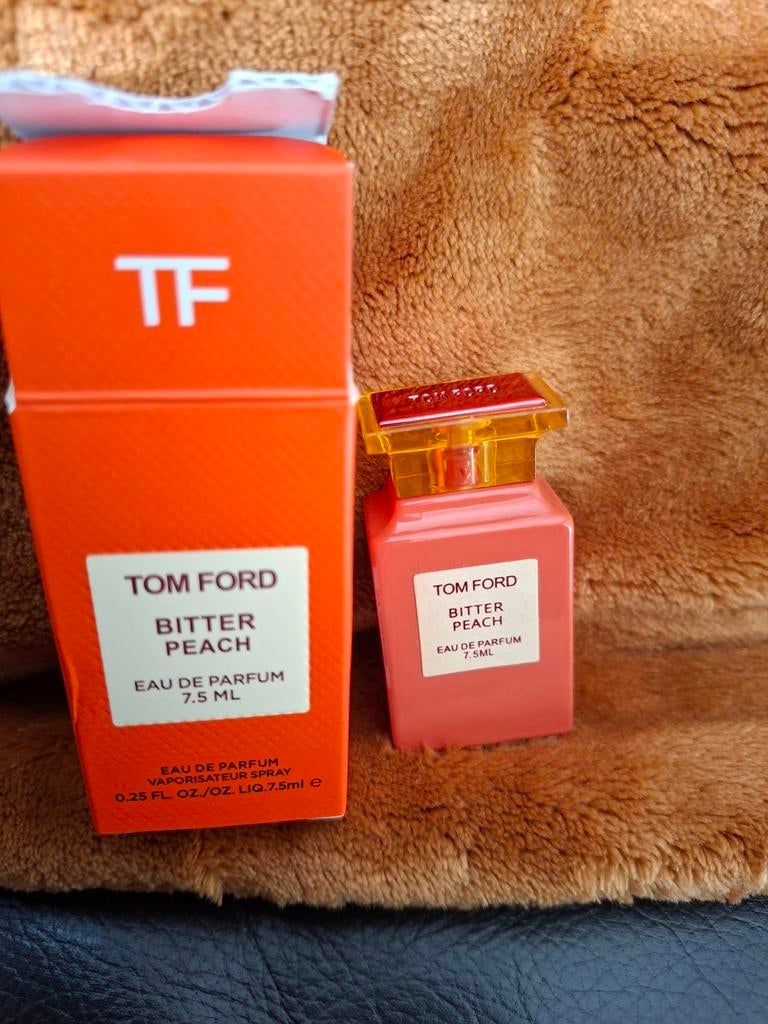 TF
TOM FORD
BITTER
PEACH
EAU DE PARFUM
7.5 ML
EAU DE PARFUM
VAPORISATEUR SPRAY
0.25 FL. OZ./OZ. LIQ.7.5ml e
TOM FORD
TOM FORD
BITTER
PEACH
EAU DE PARFUM
7.5ML